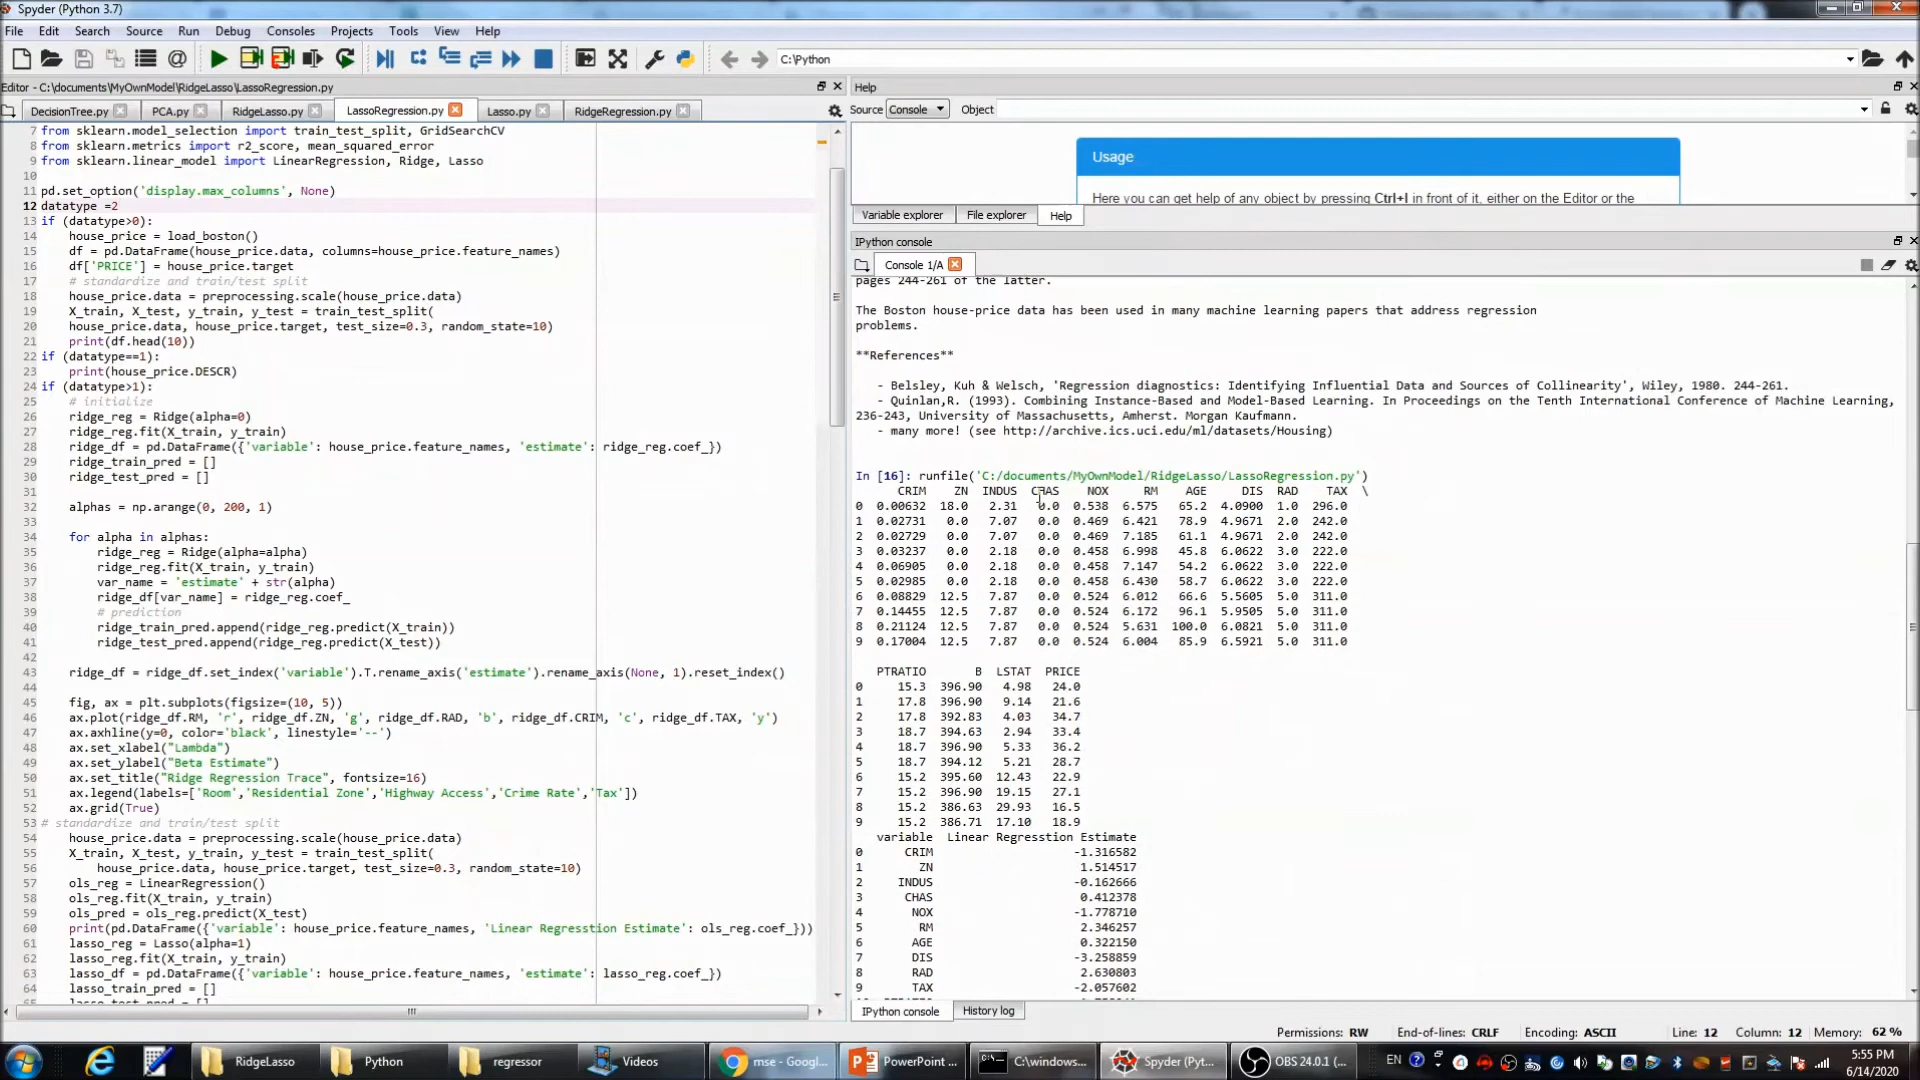 Spyder (Python 3.7)
File Edit Search Source Run Debug Consoles Projects Tools View Help
C:\Python
Editor - C:\documents\MyOwnModel\RidgeLasso\LassoRegression.py
DecisionTree.py PCA.py RidgeLasso.py LassoRegression.py Lasso.py RidgeRegression.py
7 from sklearn.model_selection import train_test_split, GridSearchCV
8 from sklearn.metrics import r2_score, mean_squared_error
9 from sklearn.linear_model import LinearRegression, Ridge, Lasso
10
11 pd.set_option('display.max_columns', None)
12 datatype =2
13 if (datatype>0):
14 house_price = load_boston()
15 df = pd.DataFrame(house_price.data, columns=house_price.feature_names)
16 df['PRICE'] = house_price.target
17 # standardize and train/test split
18 house_price.data = preprocessing.scale(house_price.data)
19 X_train, X_test, y_train, y_test = train_test_split(
20 house_price.data, house_price.target, test_size=0.3, random_state=10)
21 print(df.head(10))
22 if (datatype==1):
23 print(house_price.DESCR)
24 if (datatype>1):
25 # initialize
26 ridge_reg = Ridge(alpha=0)
27 ridge_reg.fit(X_train, y_train)
28 ridge_df = pd.DataFrame({'variable': house_price.feature_names, 'estimate': ridge_reg.coef_})
29 ridge_train_pred = []
30 ridge_test_pred = []
31
32 alphas = np.arange(0, 200, 1)
33
34 for alpha in alphas:
35 ridge_reg = Ridge(alpha=alpha)
36 ridge_reg.fit(X_train, y_train)
37 var_name = 'estimate' + str(alpha)
38 ridge_df[var_name] = ridge_reg.coef_
39 # prediction
40 ridge_train_pred.append(ridge_reg.predict(X_train))
41 ridge_test_pred.append(ridge_reg.predict(X_test))
42
43 ridge_df = ridge_df.set_index('variable').T.rename_axis('estimate').rename_axis(None, 1).reset_index()
44
45 fig, ax = plt.subplots(figsize=(10, 5))
46 ax.plot(ridge_df.RM, 'r', ridge_df.ZN, 'g', ridge_df.RAD, 'b', ridge_df.CRIM, 'c', ridge_df.TAX, 'y')
47 ax.axhline(y=0, color='black', linestyle='--')
48 ax.set_xlabel("Lambda")
49 ax.set_ylabel("Beta Estimate")
50 ax.set_title("Ridge Regression Trace", fontsize=16)
51 ax.legend(labels=['Room','Residential Zone','Highway Access','Crime Rate','Tax'])
52 ax.grid(True)
53 # standardize and train/test split
54 house_price.data = preprocessing.scale(house_price.data)
55 X_train, X_test, y_train, y_test = train_test_split(
56 house_price.data, house_price.target, test_size=0.3, random_state=10)
57 ols_reg = LinearRegression()
58 ols_reg.fit(X_train, y_train)
59 ols_pred = ols_reg.predict(X_test)
60 print(pd.DataFrame({'variable': house_price.feature_names, 'Linear Regresstion Estimate': ols_reg.coef_}))
61 lasso_reg = Lasso(alpha=1)
62 lasso_reg.fit(X_train, y_train)
63 lasso_df = pd.DataFrame({'variable': house_price.feature_names, 'estimate': lasso_reg.coef_})
64 lasso_train_pred = []
Help
Source Console Object
Usage
Here you can get help of any object by pressing Ctrl+I in front of it, either on the Editor or the
Variable explorer File explorer Help
IPython console
Console 1/A
pages 244-261 of the latter.
The Boston house-price data has been used in many machine learning papers that address regression
problems.
**References**
- Belsley, Kuh & Welsch, 'Regression diagnostics: Identifying Influential Data and Sources of Collinearity', Wiley, 1980. 244-261.
- Quinlan,R. (1993). Combining Instance-Based and Model-Based Learning. In Proceedings on the Tenth International Conference of Machine Learning,
236-243, University of Massachusetts, Amherst. Morgan Kaufmann.
- many more! (see http://archive.ics.uci.edu/ml/datasets/Housing)
In [16]: runfile('C:/documents/MyOwnModel/RidgeLasso/LassoRegression.py')
CRIM ZN INDUS CHAS NOX RM AGE DIS RAD TAX \
0 0.00632 18.0 2.31 0.0 0.538 6.575 65.2 4.0900 1.0 296.0
1 0.02731 0.0 7.07 0.0 0.469 6.421 78.9 4.9671 2.0 242.0
2 0.02729 0.0 7.07 0.0 0.469 7.185 61.1 4.9671 2.0 242.0
3 0.03237 0.0 2.18 0.0 0.458 6.998 45.8 6.0622 3.0 222.0
4 0.06905 0.0 2.18 0.0 0.458 7.147 54.2 6.0622 3.0 222.0
5 0.02985 0.0 2.18 0.0 0.458 6.430 58.7 6.0622 3.0 222.0
6 0.08829 12.5 7.87 0.0 0.524 6.012 66.6 5.5605 5.0 311.0
7 0.14455 12.5 7.87 0.0 0.524 6.172 96.1 5.9505 5.0 311.0
8 0.21124 12.5 7.87 0.0 0.524 5.631 100.0 6.0821 5.0 311.0
9 0.17004 12.5 7.87 0.0 0.524 6.004 85.9 6.5921 5.0 311.0
PTRATIO B LSTAT PRICE
0 15.3 396.90 4.98 24.0
1 17.8 396.90 9.14 21.6
2 17.8 392.83 4.03 34.7
3 18.7 394.63 2.94 33.4
4 18.7 396.90 5.33 36.2
5 18.7 394.12 5.21 28.7
6 15.2 395.60 12.43 22.9
7 15.2 396.90 19.15 27.1
8 15.2 386.63 29.93 16.5
9 15.2 386.71 17.10 18.9
variable Linear Regresstion Estimate
0 CRIM -1.316582
1 ZN 1.514517
2 INDUS -0.162666
3 CHAS 0.412378
4 NOX -1.778710
5 RM 2.346257
6 AGE 0.322150
7 DIS -3.258859
8 RAD 2.630803
9 TAX -2.057602
IPython console History log
Permissions: RW End-of-lines: CRLF Encoding: ASCII Line: 12 Column: 12 Memory: 62 %
RidgeLasso Python regressor Videos mse - Googl... PowerPoint ... C:\windows... Spyder (Pyt... OBS 24.0.1 (... EN 5:55 PM
6/14/2020